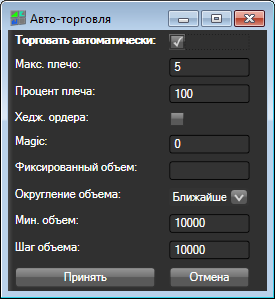 Авто-торговля
Торговать автоматически:
Макс. плечо: 5
Процент плеча: 100
Хедж. ордера:
Magic: 0
Фиксированный объем:
Округление объема: Ближайше
Мин. объем: 10000
Шаг объема: 10000
Принять Отмена